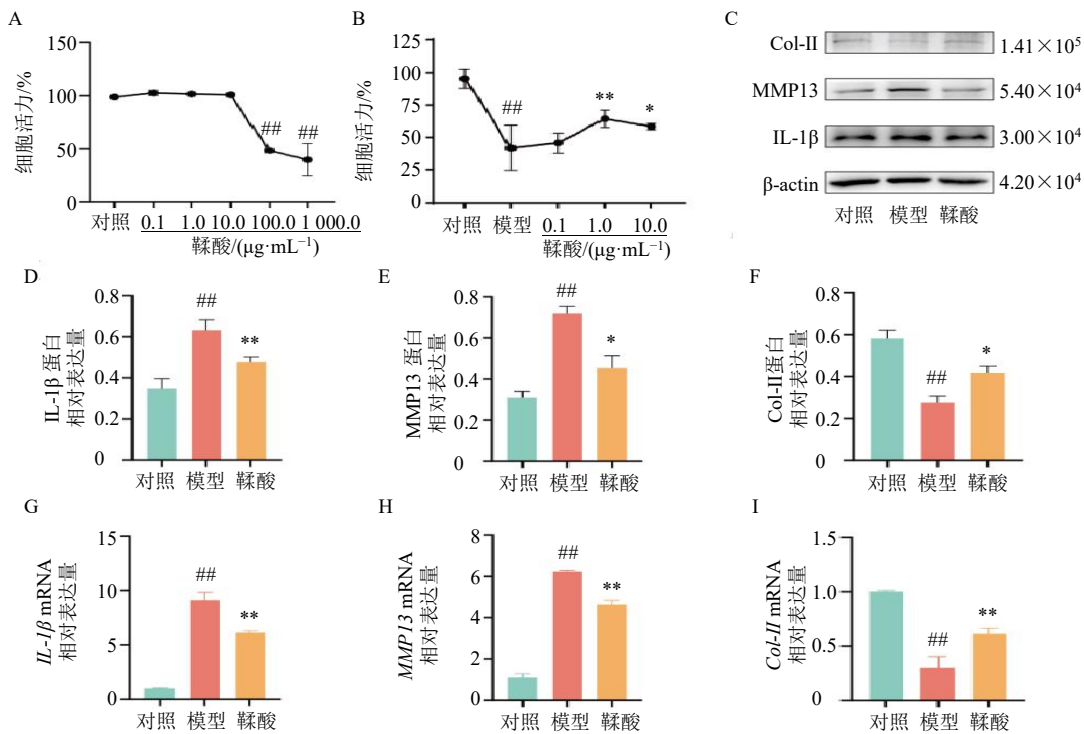 A
150
100
50
0
细胞活力/%
##
##
对照
0.1 1.0 10.0 100.0 1 000.0
鞣酸/(μg·mL⁻¹)
B
125
100
75
50
25
0
细胞活力/%
##
**
*
对照 模型 0.1 1.0 10.0
鞣酸/(μg·mL⁻¹)
C
Col-II 1.41×10⁵
MMP13 5.40×10⁴
IL-1β 3.00×10⁴
β-actin 4.20×10⁴
对照 模型 鞣酸
D
0.8
0.6
0.4
0.2
0
IL-1β 蛋白
相对表达量
##
**
对照 模型 鞣酸
E
0.8
0.6
0.4
0.2
0
MMP13 蛋白
相对表达量
##
*
对照 模型 鞣酸
F
0.8
0.6
0.4
0.2
0
Col-II蛋白
相对表达量
##
*
对照 模型 鞣酸
G
15
10
5
0
IL-1β mRNA
相对表达量
##
**
对照 模型 鞣酸
H
8
6
4
2
0
MMP13 mRNA
相对表达量
##
**
对照 模型 鞣酸
I
1.5
1.0
0.5
0
Col-II mRNA
相对表达量
##
**
对照 模型 鞣酸